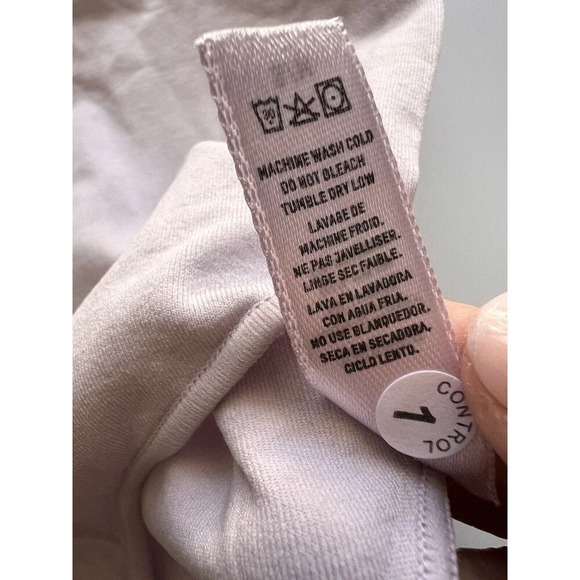 30
MACHINE WASH COLD
DO NOT BLEACH
TUMBLE DRY LOW
LAVAGE DE
MACHINE FROID.
NE PAS JAVELLISER.
LINGE SEC FAIBLE.
LAVA EN LAVADORA
CON AGUA FRIA.
NO USE BLANQUEDOR.
SECA EN SECADORA,
CICLO LENTO.
CONTROL
1